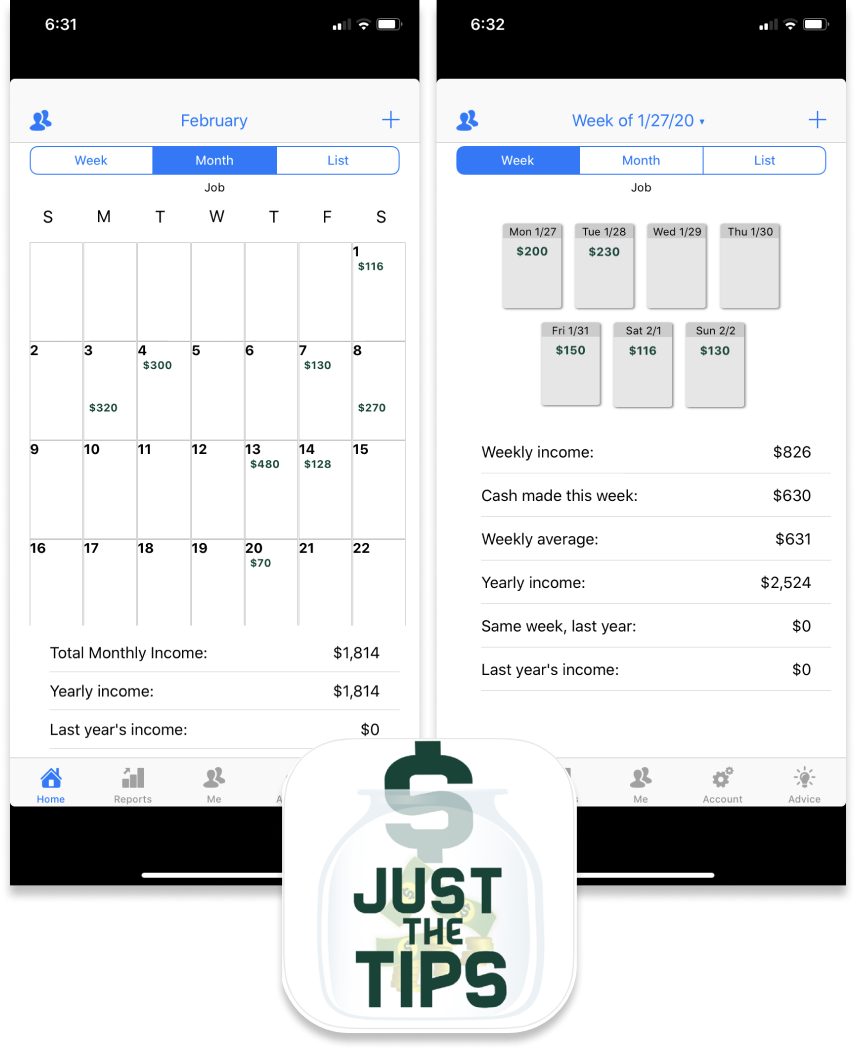 6:31
February
Week Month List
Job
S M T W T F S
1
$116
2 3 4 5 6 7 8
$300 $130
$320 $270
9 10 11 12 13 14 15
$480 $128
16 17 18 19 20 21 22
$70
Total Monthly Income: $1,814
Yearly income: $1,814
Last year's income: $0
Home Reports Me A
6:32
Week of 1/27/20 ▾
Week Month List
Job
Mon 1/27 Tue 1/28 Wed 1/29 Thu 1/30
$200 $230
Fri 1/31 Sat 2/1 Sun 2/2
$150 $116 $130
Weekly income: $826
Cash made this week: $630
Weekly average: $631
Yearly income: $2,524
Same week, last year: $0
Last year's income: $0
s Me Account Advice
$
JUST
THE
TIPS